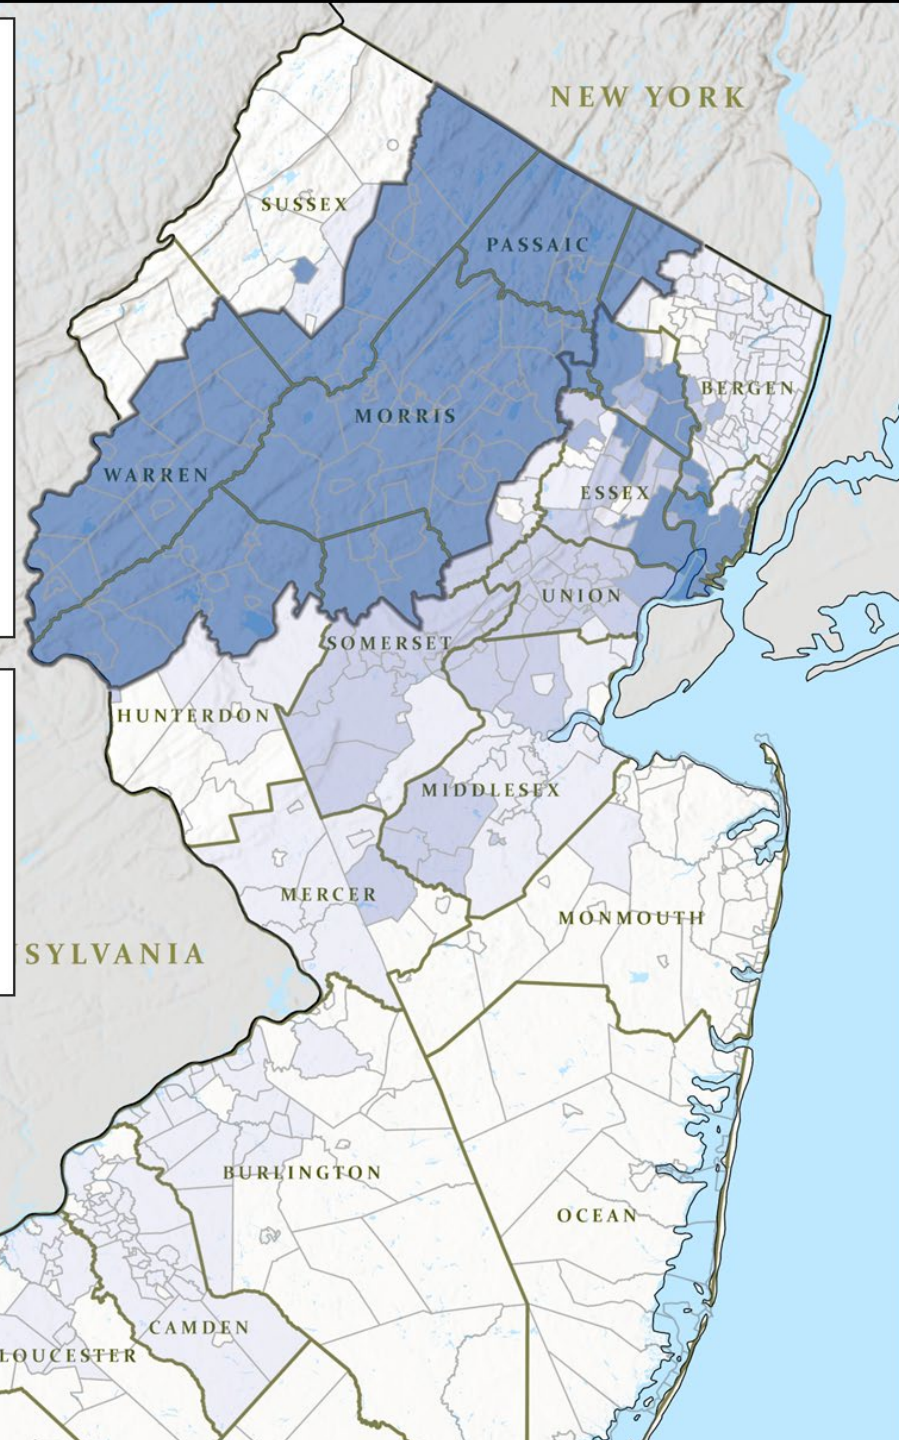 NEW YORK
SUSSEX
PASSAIC
BERGEN
MORRIS
WARREN
ESSEX
UNION
SOMERSET
HUNTERDON
MIDDLESEX
MERCER
MONMOUTH
SYLVANIA
BURLINGTON
OCEAN
CAMDEN
LOUCESTER